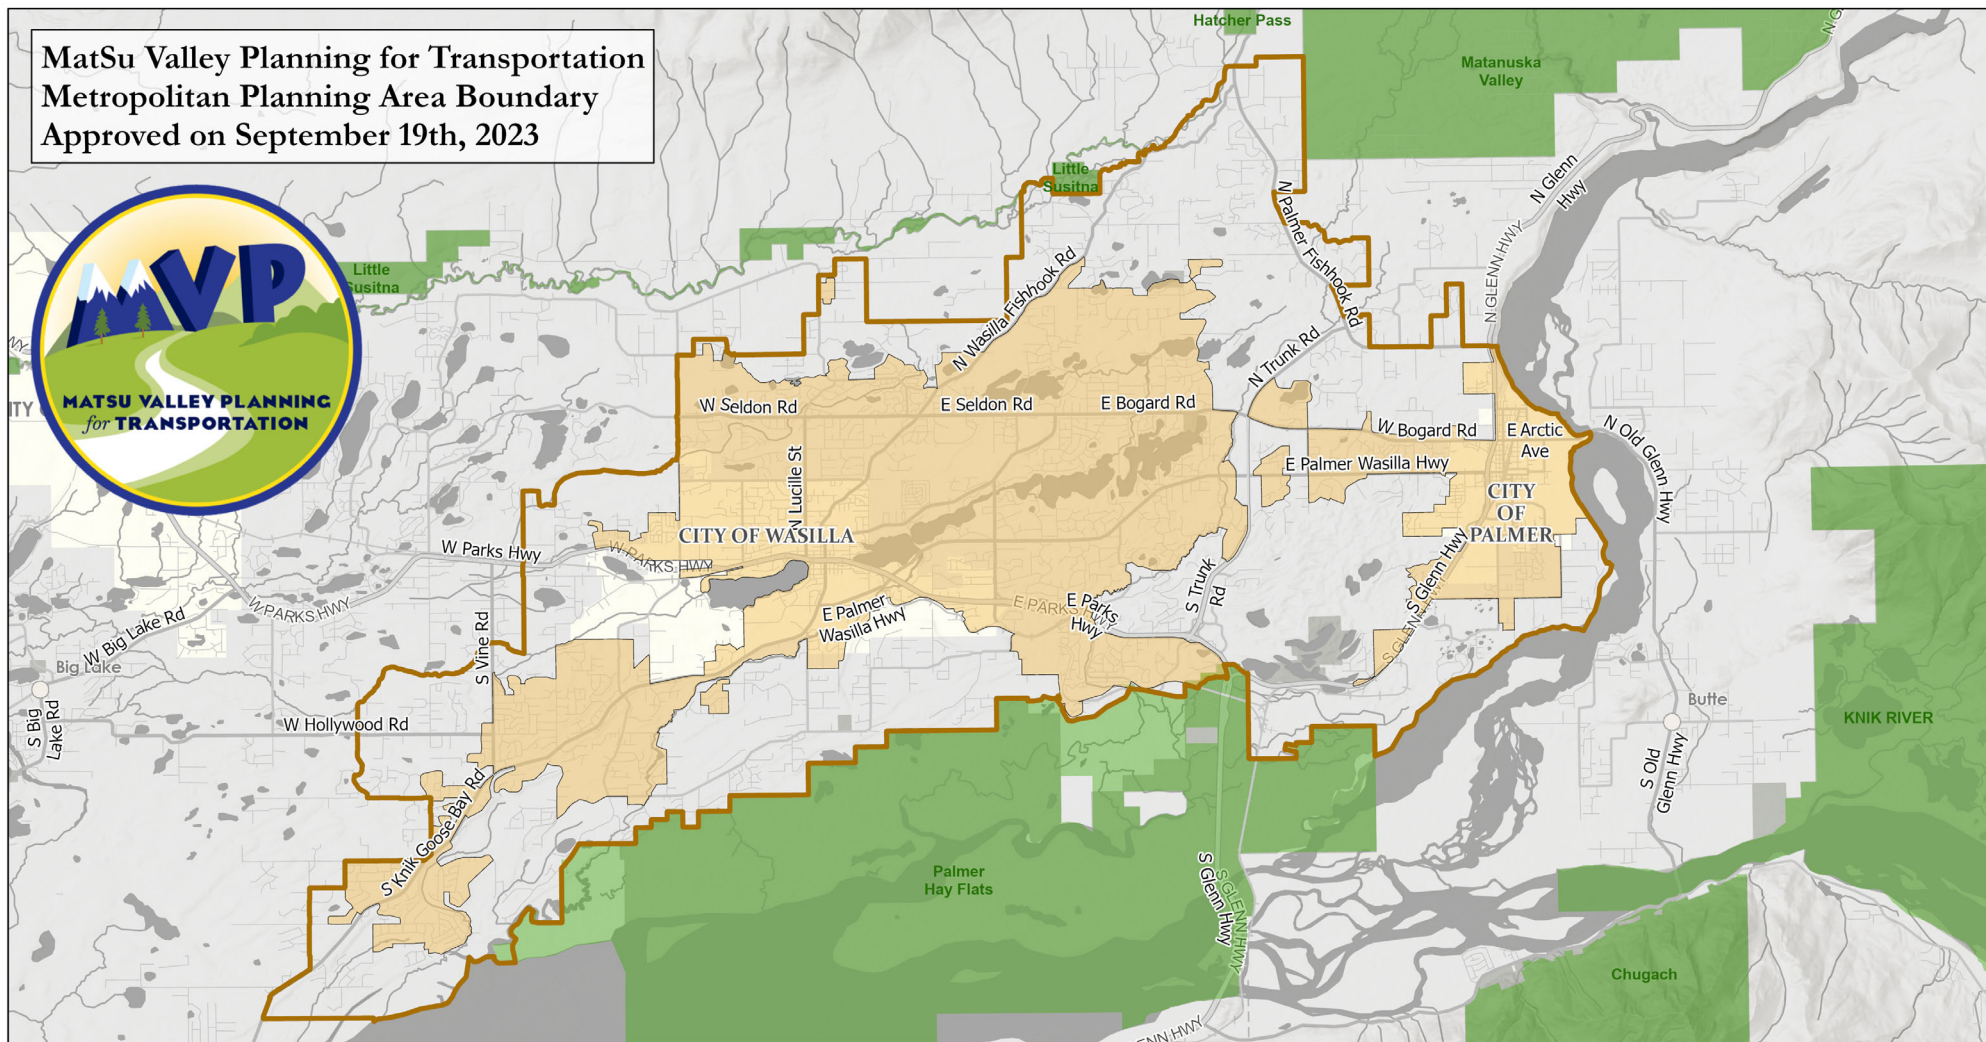 MatSu Valley Planning for Transportation
Metropolitan Planning Area Boundary
Approved on September 19th, 2023
MVP
MATSU VALLEY PLANNING
for TRANSPORTATION
Hatcher Pass
Matanuska
Valley
Little
Susitna
Little
Susitna
N Glenn
Hwy
N GLENN HWY
N Palmer Fishhook Rd
N Wasilla Fishhook Rd
N Trunk Rd
W Seldon Rd
E Seldon Rd
E Bogard Rd
W Bogard Rd
E Arctic
Ave
N Old Glenn Hwy
E Palmer Wasilla Hwy
N Lucille St
CITY OF WASILLA
CITY
OF
PALMER
W Parks Hwy
W PARKS HWY
W PARKS HWY
W Big Lake Rd
Big Lake
S Big
Lake Rd
S Vine Rd
E Palmer
Wasilla Hwy
E PARKS HWY
E Parks
Hwy
S Trunk
Rd
S Glenn Hwy
S GLENN HWY
W Hollywood Rd
S Knik Goose Bay Rd
Butte
S Old
Glenn Hwy
KNIK RIVER
Palmer
Hay Flats
S Glenn Hwy
S GLENN HWY
Chugach